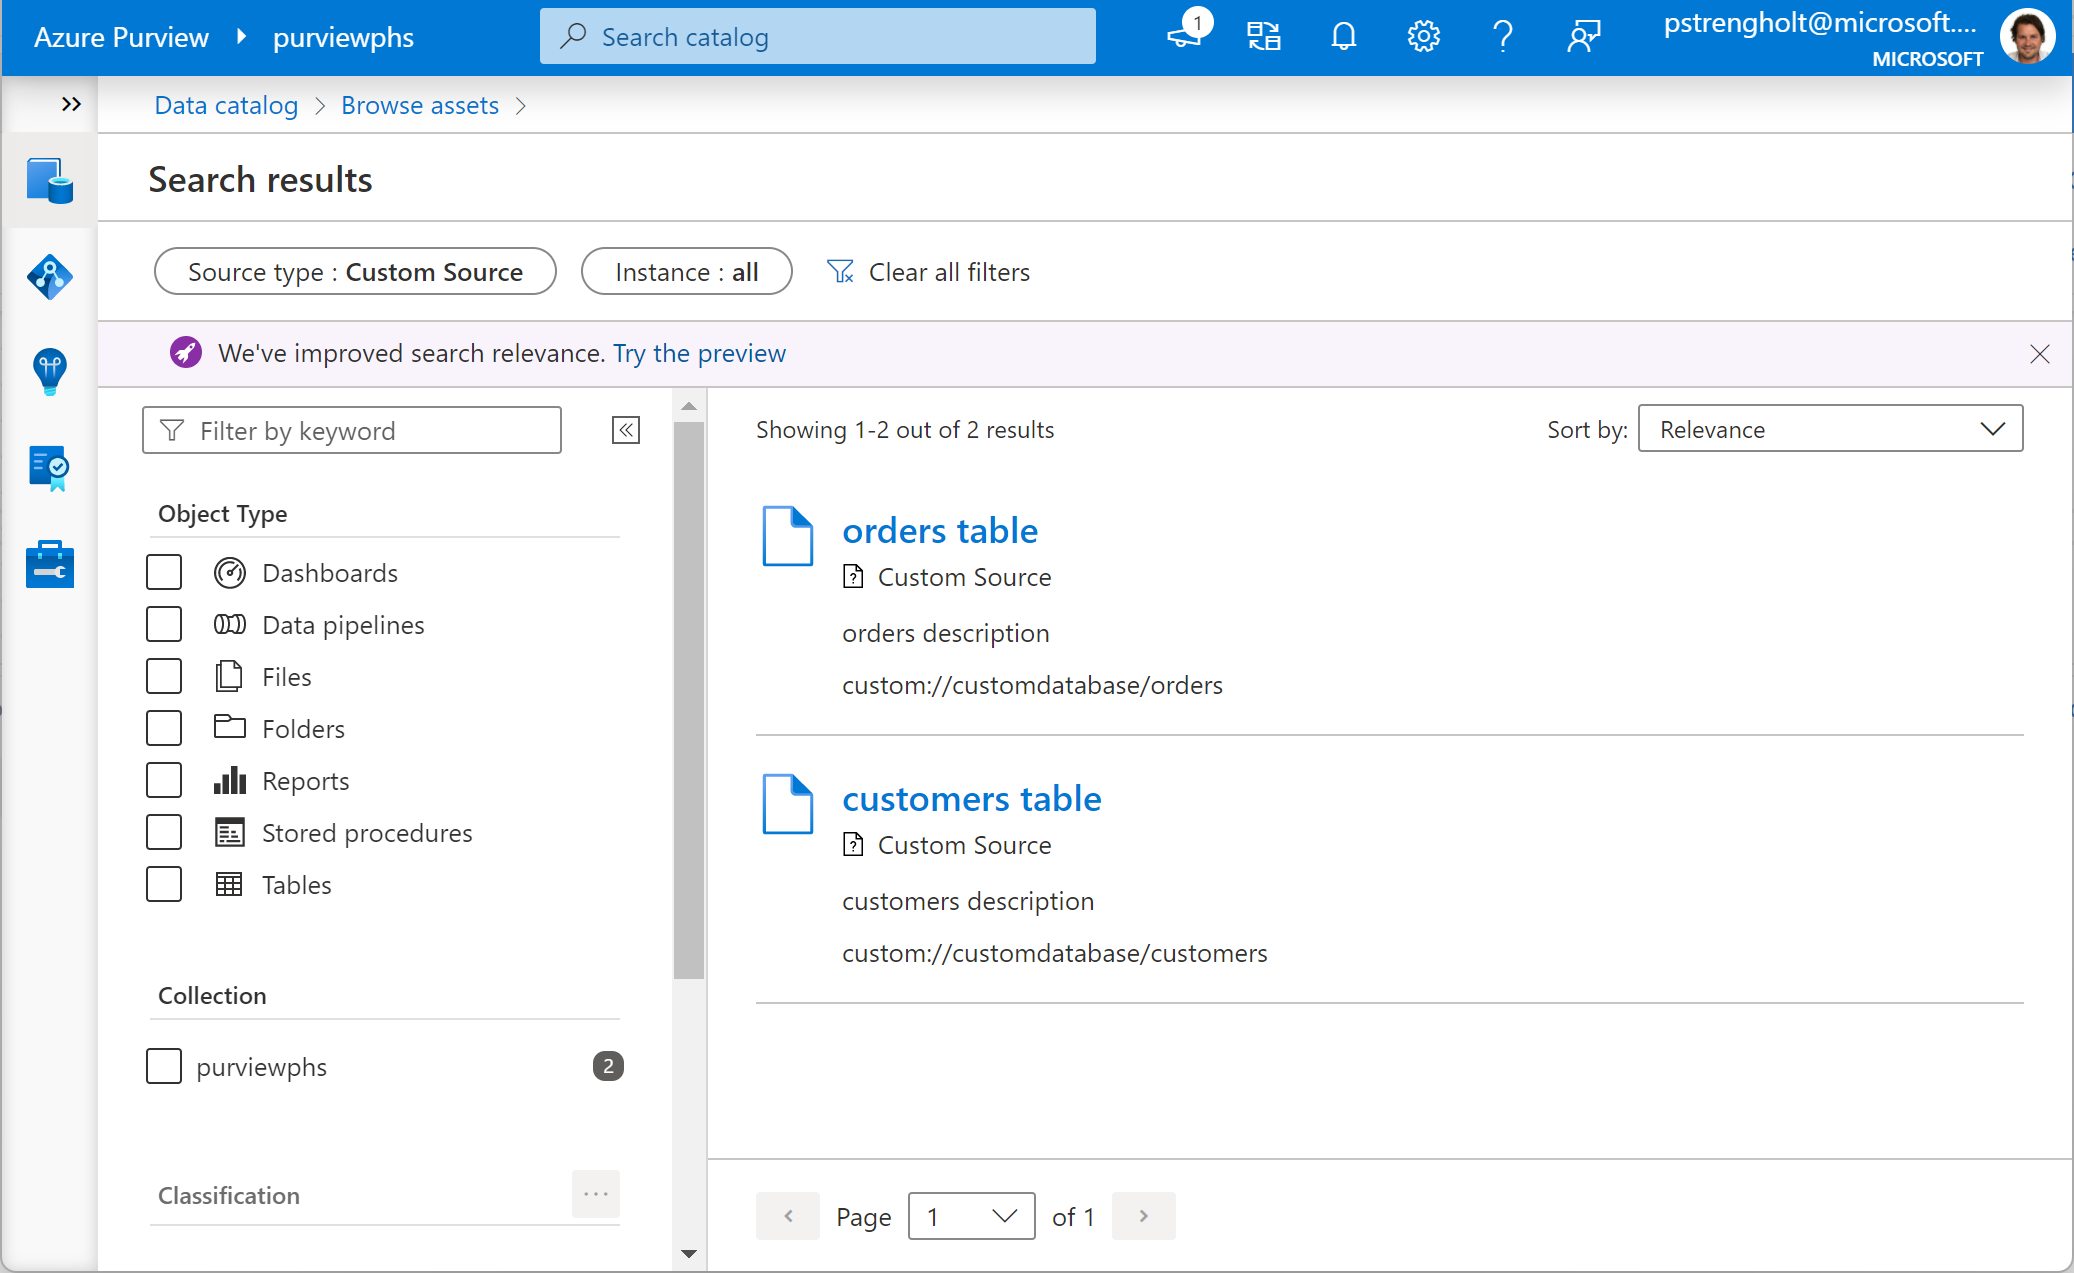 Azure Purview purviewphs
Search catalog
1
pstrengholt@microsoft....
MICROSOFT
Data catalog > Browse assets >
Search results
Source type : Custom Source
Instance : all
Clear all filters
We've improved search relevance. Try the preview
Filter by keyword
Object Type
Dashboards
Data pipelines
Files
Folders
Reports
Stored procedures
Tables
Collection
purviewphs 2
Classification
...
Showing 1-2 out of 2 results
Sort by: Relevance
orders table
Custom Source
orders description
custom://customdatabase/orders
customers table
Custom Source
customers description
custom://customdatabase/customers
Page 1 of 1